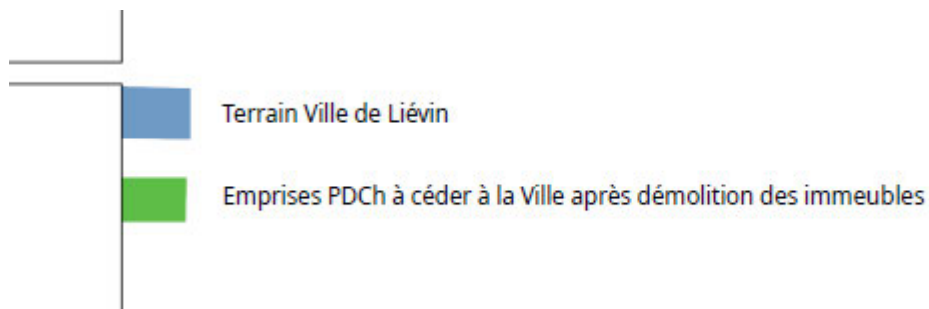 Terrain Ville de Liévin
Emprises PDCh à céder à la Ville après démolition des immeubles